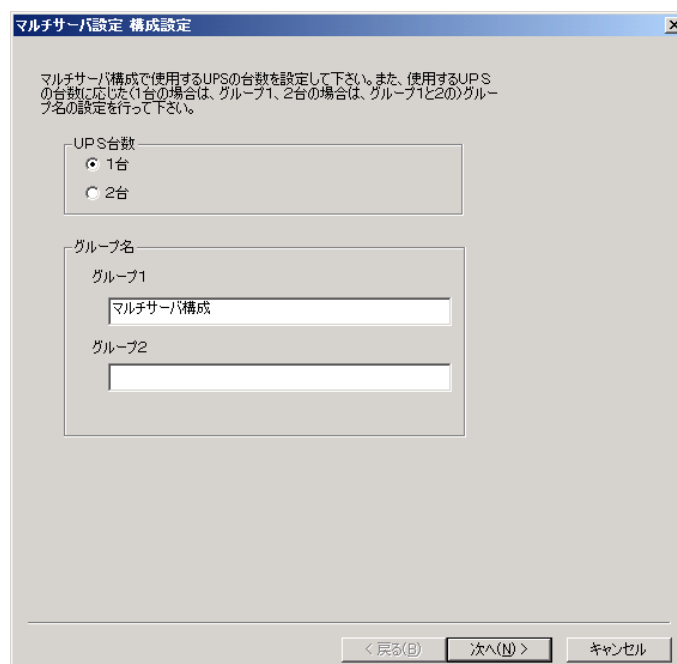 マルチサーバ設定 構成設定
マルチサーバ構成で使用するUPSの台数を設定して下さい。また、使用するUPS
の台数に応じた(1台の場合は、グループ1、2台の場合は、グループ1と2の)グルー
プ名の設定を行って下さい。
UPS台数
1台
2台
グループ名
グループ1
マルチサーバ構成
グループ2
< 戻る(B)
次へ(N) >
キャンセル